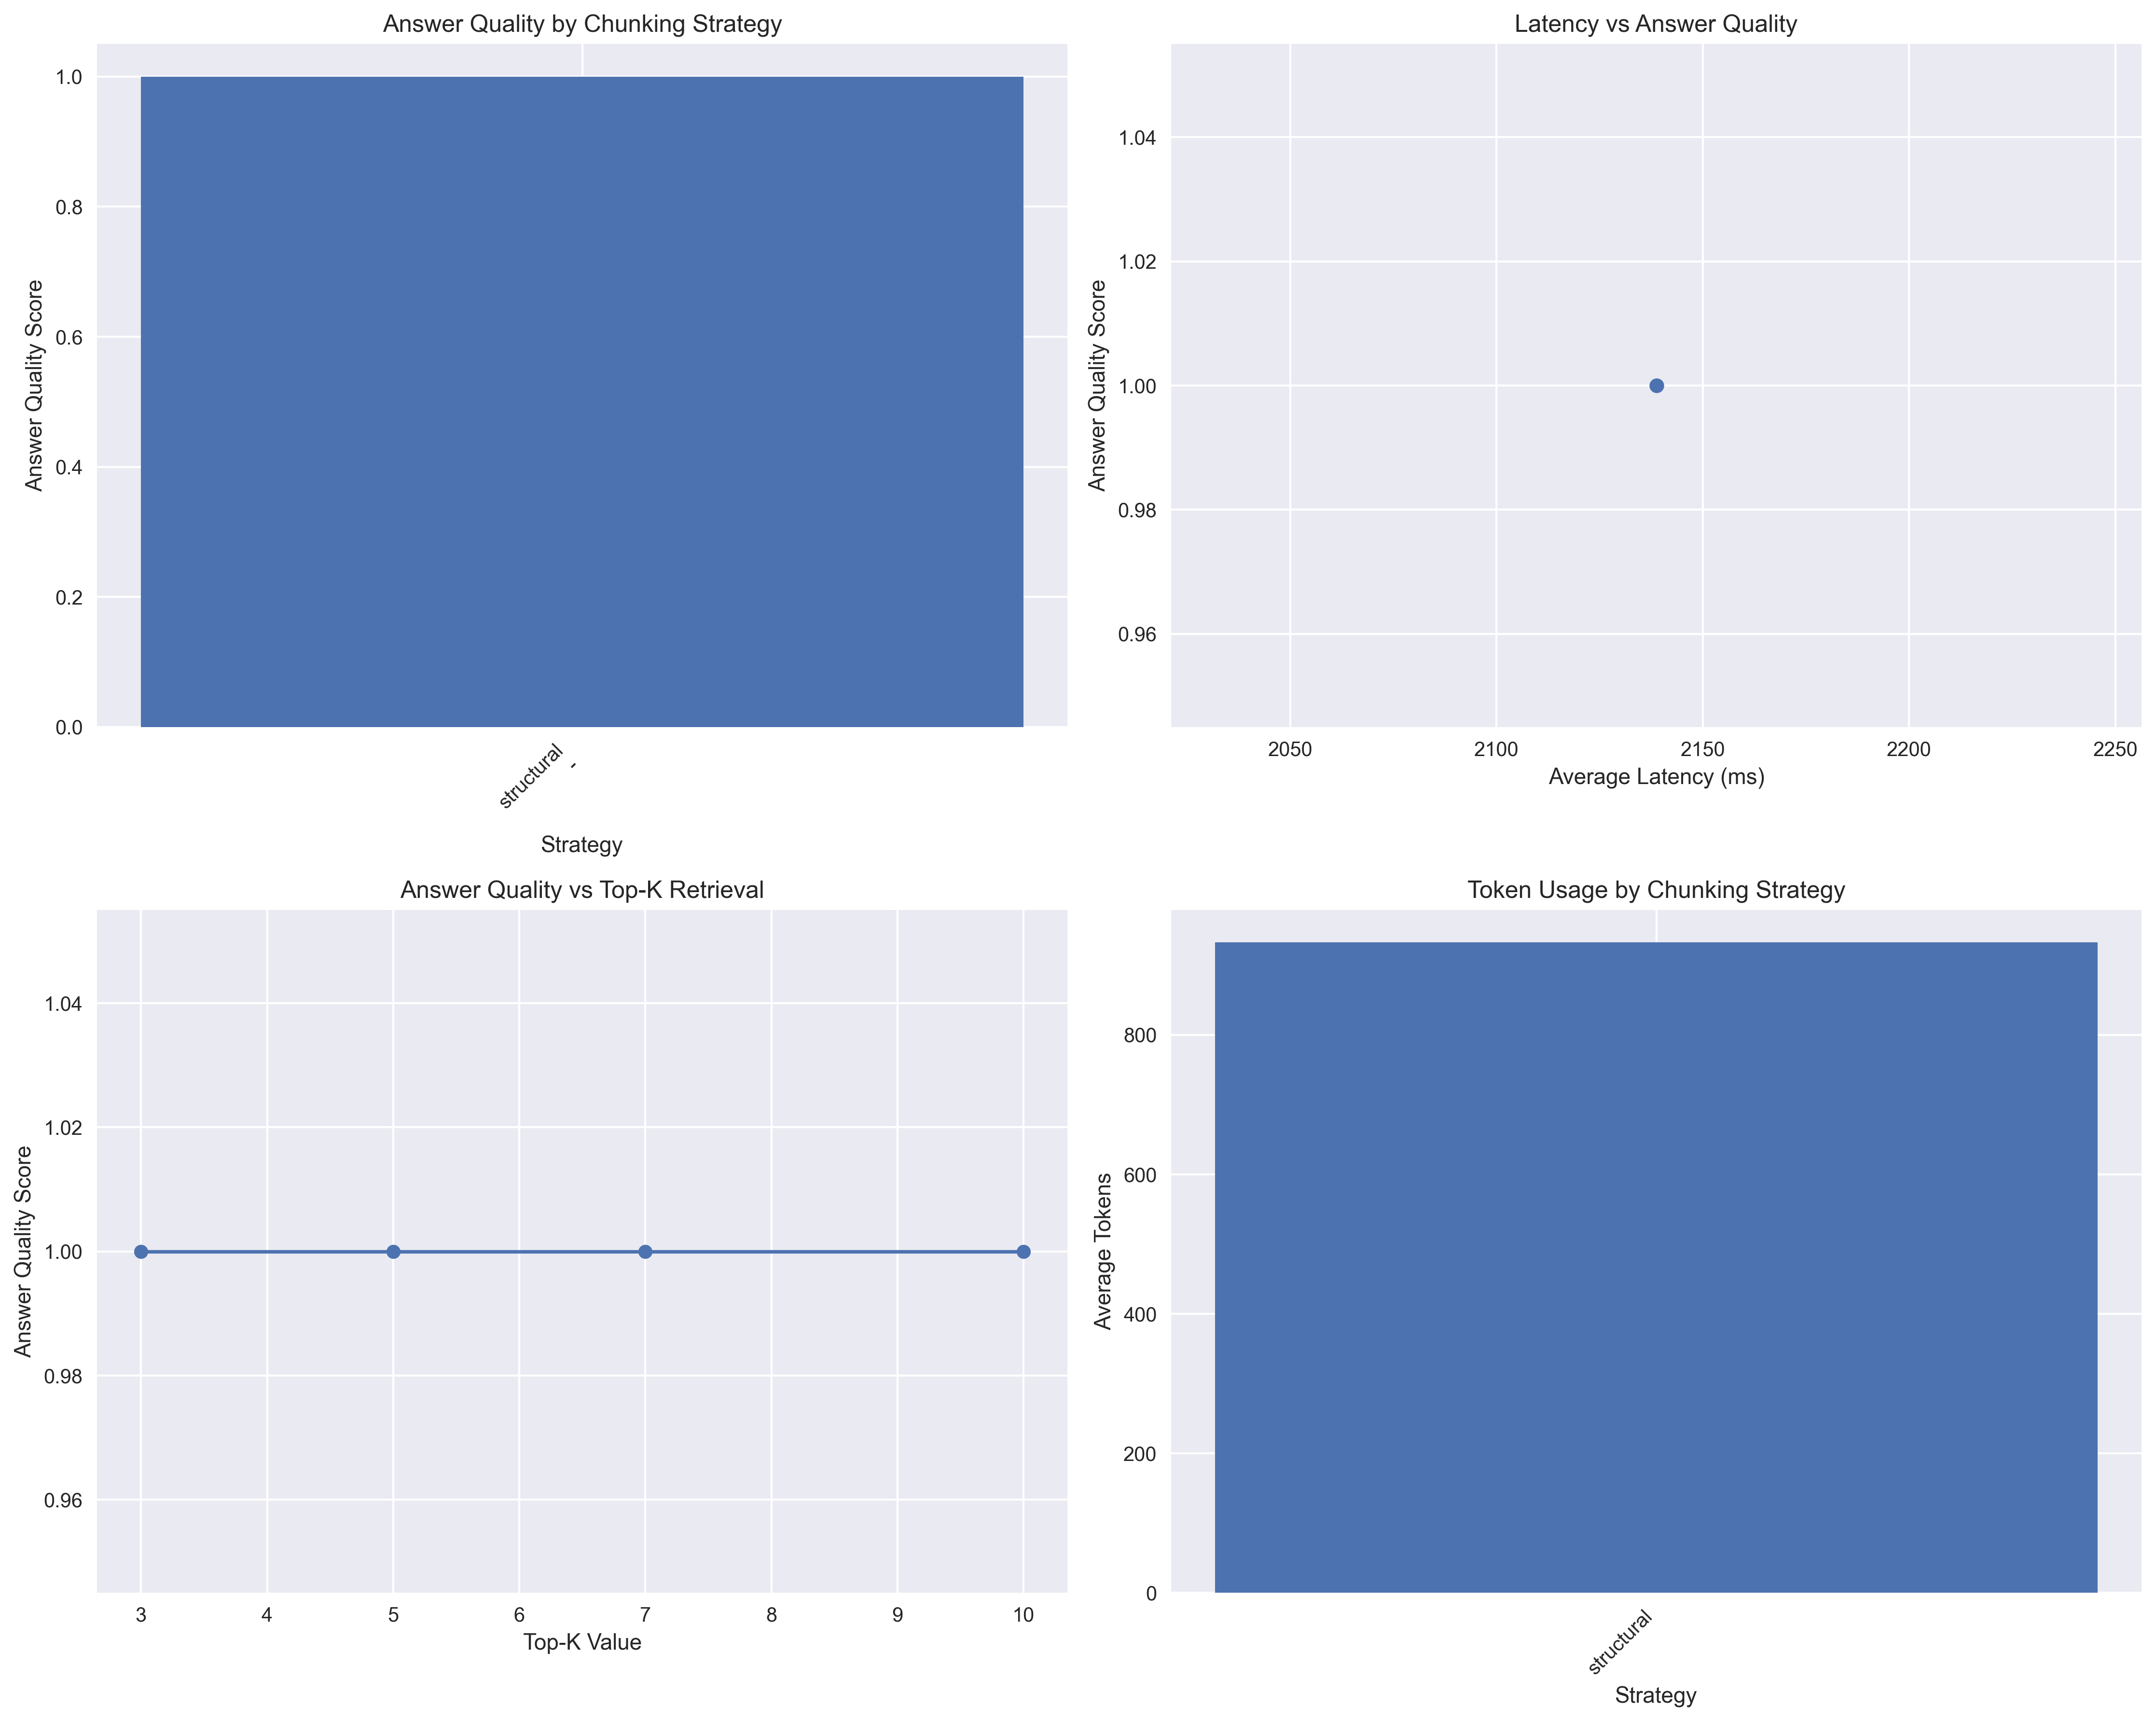 Answer Quality by Chunking Strategy
1.0
0.8
0.6
0.4
0.2
0.0
Answer Quality Score
structural
-
Strategy
Latency vs Answer Quality
1.04
1.02
1.00
0.98
0.96
Answer Quality Score
2050 2100 2150 2200 2250
Average Latency (ms)
Answer Quality vs Top-K Retrieval
1.04
1.02
1.00
0.98
0.96
Answer Quality Score
3 4 5 6 7 8 9 10
Top-K Value
Token Usage by Chunking Strategy
800
600
400
200
0
Average Tokens
structural
Strategy